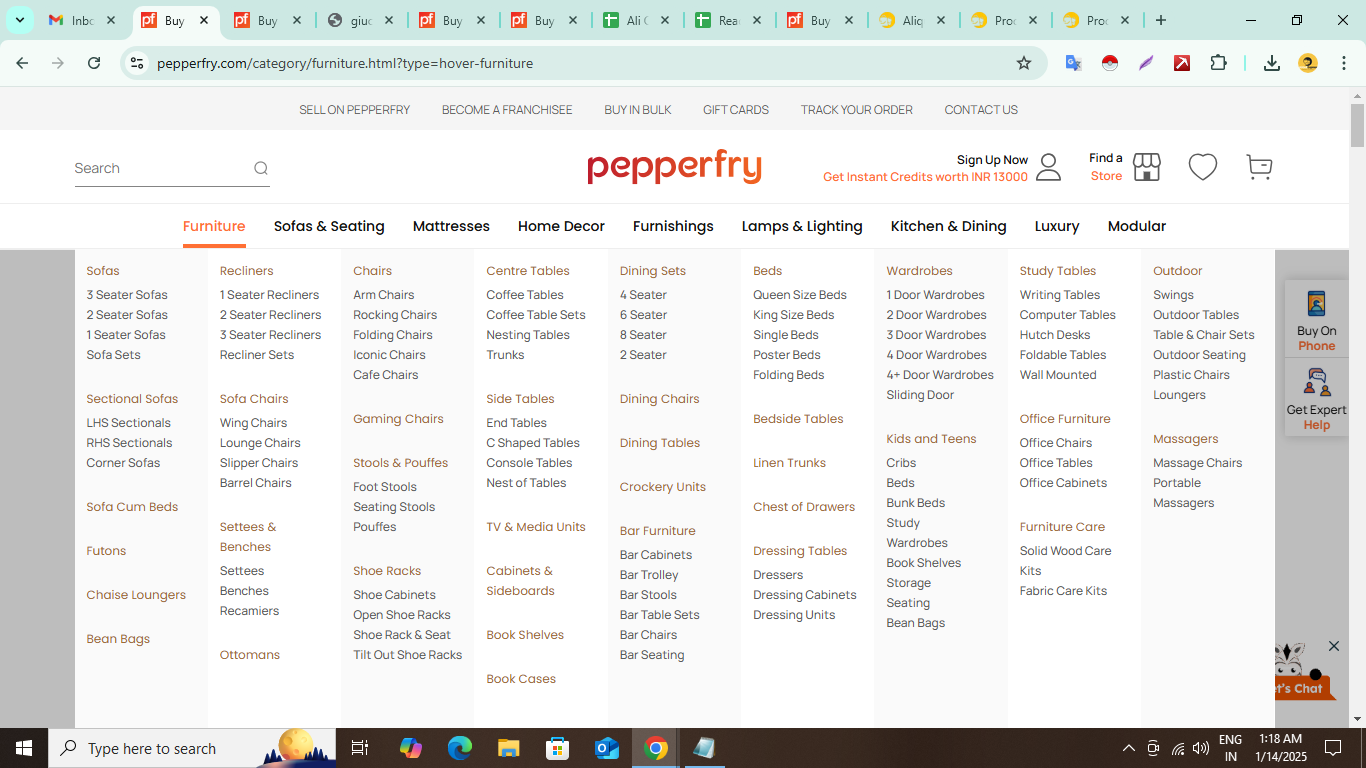 Inbc
Buy
Buy
giuc
Buy
Buy
Ali C
Rea
Buy
Aliq
Proc
Proc
pepperfry.com/category/furniture.html?type=hover-furniture
SELL ON PEPPERFRY BECOME A FRANCHISEE BUY IN BULK GIFT CARDS TRACK YOUR ORDER CONTACT US
Search
pepperfry
Sign Up Now
Get Instant Credits worth INR 13000
Find a
Store
Furniture Sofas & Seating Mattresses Home Decor Furnishings Lamps & Lighting Kitchen & Dining Luxury Modular
Sofas
3 Seater Sofas
2 Seater Sofas
1 Seater Sofas
Sofa Sets
Sectional Sofas
LHS Sectionals
RHS Sectionals
Corner Sofas
Sofa Cum Beds
Futons
Chaise Loungers
Bean Bags
Recliners
1 Seater Recliners
2 Seater Recliners
3 Seater Recliners
Recliner Sets
Sofa Chairs
Wing Chairs
Lounge Chairs
Slipper Chairs
Barrel Chairs
Settees &
Benches
Settees
Benches
Recamiers
Ottomans
Chairs
Arm Chairs
Rocking Chairs
Folding Chairs
Iconic Chairs
Cafe Chairs
Gaming Chairs
Stools & Pouffes
Foot Stools
Seating Stools
Pouffes
Shoe Racks
Shoe Cabinets
Open Shoe Racks
Shoe Rack & Seat
Tilt Out Shoe Racks
Centre Tables
Coffee Tables
Coffee Table Sets
Nesting Tables
Trunks
Side Tables
End Tables
C Shaped Tables
Console Tables
Nest of Tables
TV & Media Units
Cabinets &
Sideboards
Book Shelves
Book Cases
Dining Sets
4 Seater
6 Seater
8 Seater
2 Seater
Dining Chairs
Dining Tables
Crockery Units
Bar Furniture
Bar Cabinets
Bar Trolley
Bar Stools
Bar Table Sets
Bar Chairs
Bar Seating
Beds
Queen Size Beds
King Size Beds
Single Beds
Poster Beds
Folding Beds
Bedside Tables
Linen Trunks
Chest of Drawers
Dressing Tables
Dressers
Dressing Cabinets
Dressing Units
Wardrobes
1 Door Wardrobes
2 Door Wardrobes
3 Door Wardrobes
4 Door Wardrobes
4+ Door Wardrobes
Sliding Door
Kids and Teens
Cribs
Beds
Bunk Beds
Study
Wardrobes
Book Shelves
Storage
Seating
Bean Bags
Study Tables
Writing Tables
Computer Tables
Hutch Desks
Foldable Tables
Wall Mounted
Office Furniture
Office Chairs
Office Tables
Office Cabinets
Furniture Care
Solid Wood Care
Kits
Fabric Care Kits
Outdoor
Swings
Outdoor Tables
Table & Chair Sets
Outdoor Seating
Plastic Chairs
Loungers
Massagers
Massage Chairs
Portable
Massagers
Buy On
Phone
Get Expert
Help
et's Chat
Type here to search
ENG
IN
1:18 AM
1/14/2025